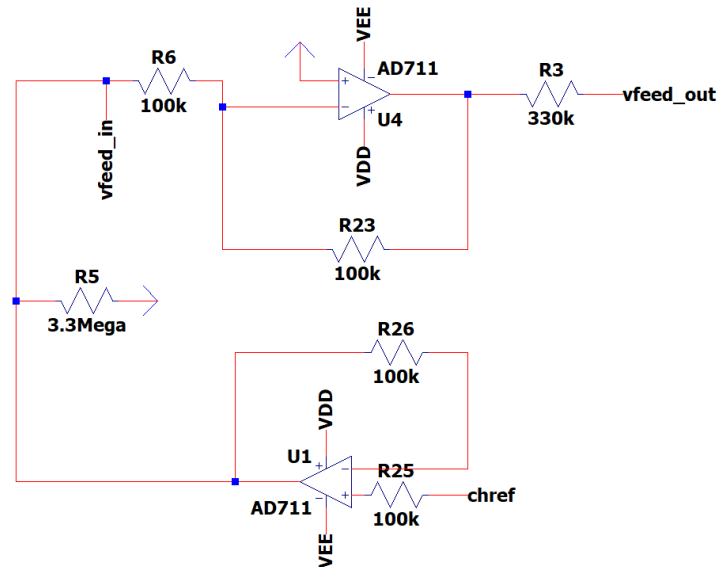 VEE
R6
AD711
R3
vfeed_out
100k
U4
330k
vfeed_in
VDD
R23
100k
R5
3.3Mega
R26
100k
VDD
U1
R25
chref
AD711
100k
VEE